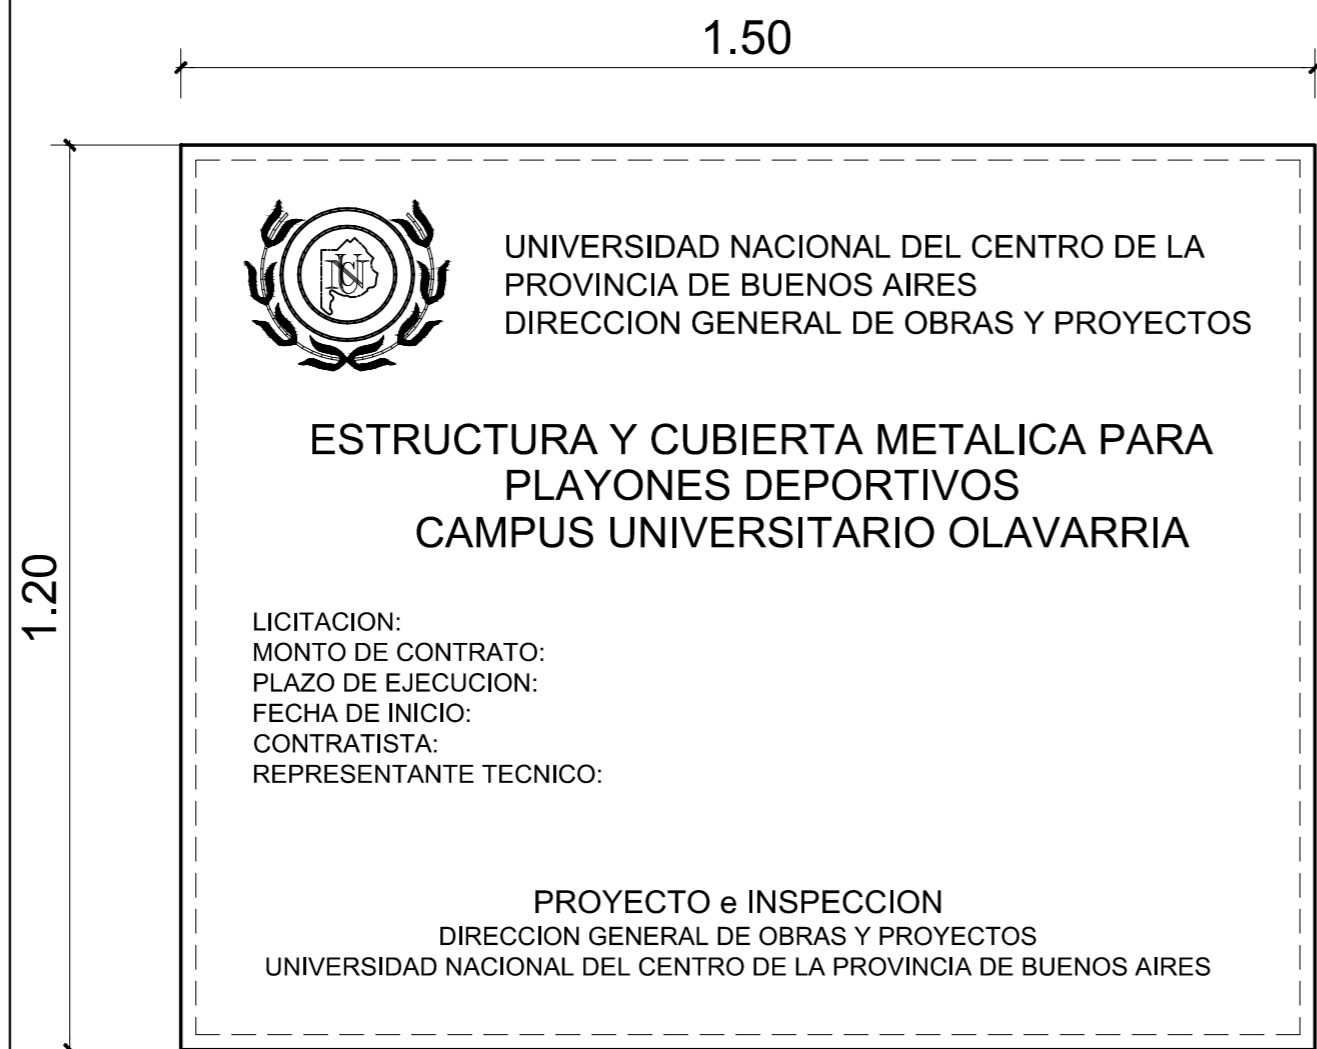 1.50
1.20
UNIVERSIDAD NACIONAL DEL CENTRO DE LA
PROVINCIA DE BUENOS AIRES
DIRECCION GENERAL DE OBRAS Y PROYECTOS
ESTRUCTURA Y CUBIERTA METALICA PARA
PLAYONES DEPORTIVOS
CAMPUS UNIVERSITARIO OLAVARRIA
LICITACION:
MONTO DE CONTRATO:
PLAZO DE EJECUCION:
FECHA DE INICIO:
CONTRATISTA:
REPRESENTANTE TECNICO:
PROYECTO e INSPECCION
DIRECCION GENERAL DE OBRAS Y PROYECTOS
UNIVERSIDAD NACIONAL DEL CENTRO DE LA PROVINCIA DE BUENOS AIRES